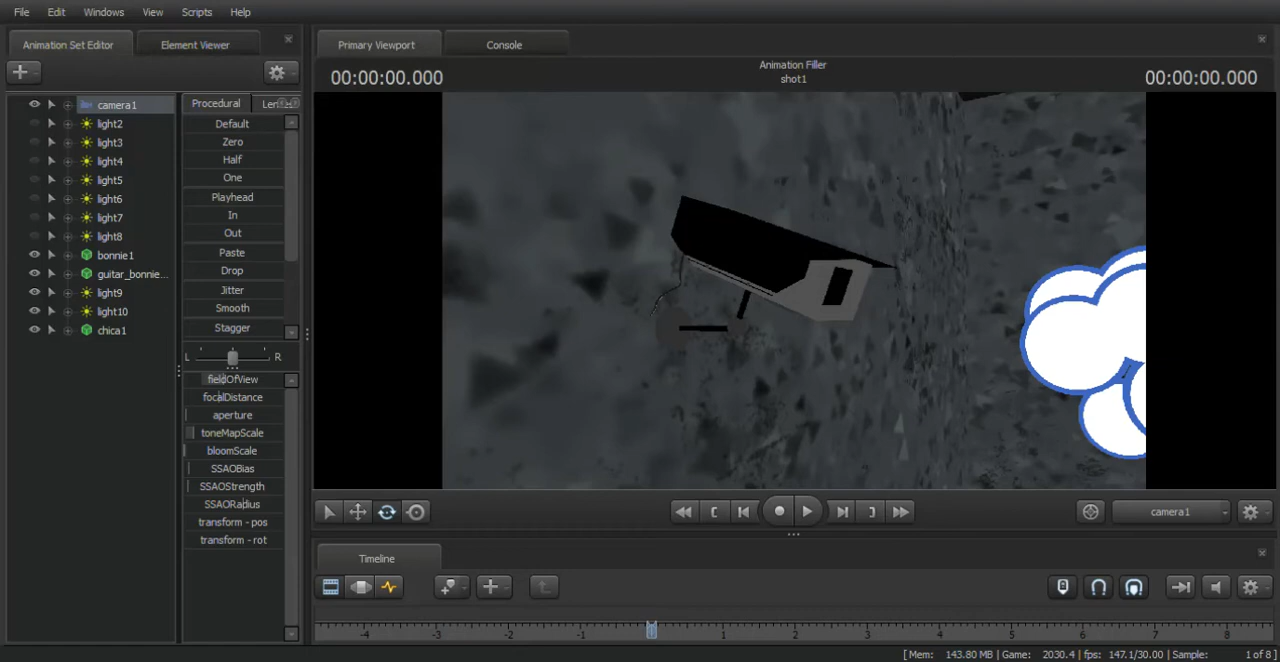 File Edit Windows View Scripts Help
Animation Set Editor Element Viewer
Primary Viewport Console
00:00:00.000
Animation Filler
shot1
00:00:00.000
camera1
light2
light3
light4
light5
light6
light7
light8
bonnie1
guitar_bonnie...
light9
light10
chica1
Procedural
Default
Zero
Half
One
Playhead
In
Out
Paste
Drop
Jitter
Smooth
Stagger
L R
fieldOfView
focalDistance
aperture
toneMapScale
bloomScale
SSAOBias
SSAOStrength
SSAORadius
transform - pos
transform - rot
camera1
Timeline
-4 -3 -2 -1 1 2 3 4 5 6 7 8
[ Mem: 143.80 MB | Game: 2030.4 | fps: 147.1/30.00 | Sample: 1 of 8 ]